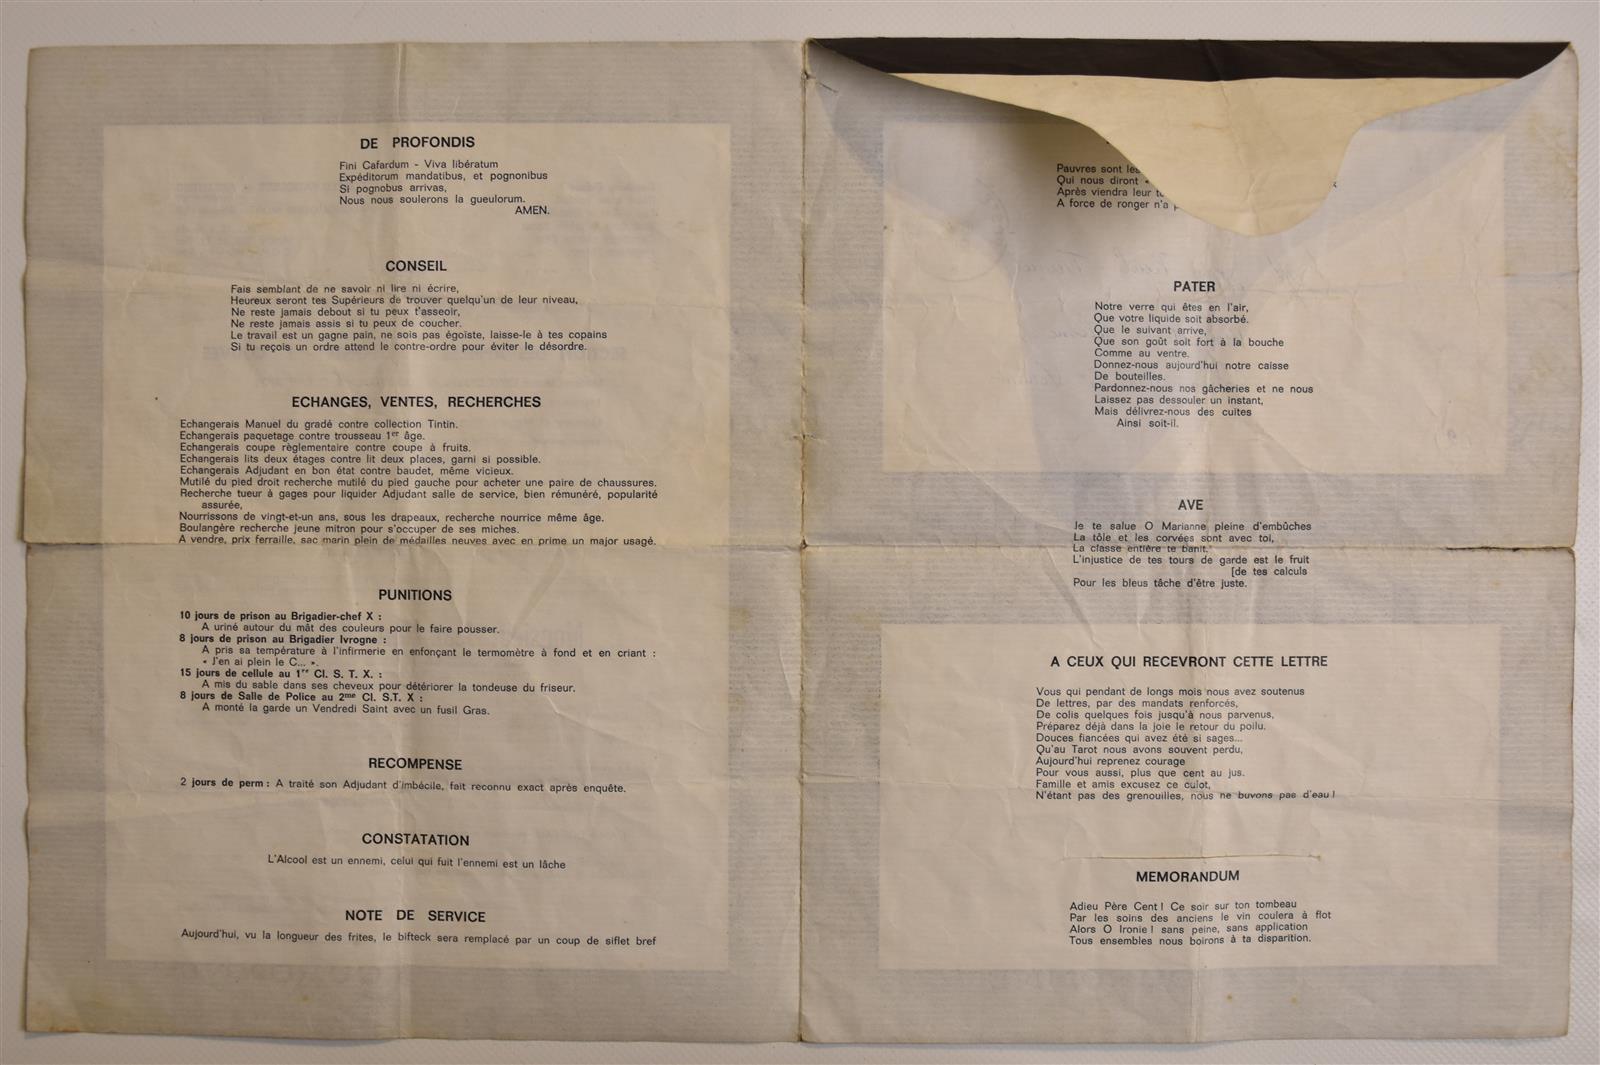 DE PROFONDIS
Fini Cafardum - Viva libératum
Expéditorum mandatibus, et pognonibus
Si pognobus arrivas,
Nous nous soulerons la gueulorum.
AMEN.
CONSEIL
Fais semblant de ne savoir ni lire ni écrire,
Heureux seront tes Supérieurs de trouver quelqu'un de leur niveau,
Ne reste jamais debout si tu peux t'asseoir,
Ne reste jamais assis si tu peux de coucher.
Le travail est un gagne pain, ne sois pas égoïste, laisse-le à tes copains
Si tu reçois un ordre attend le contre-ordre pour éviter le désordre.
ECHANGES, VENTES, RECHERCHES
Echangerais Manuel du gradé contre collection Tintin.
Echangerais paquetage contre trousseau 1er âge.
Echangerais coupe règlementaire contre coupe à fruits.
Echangerais lits deux étages contre lit deux places, garni si possible.
Echangerais Adjudant en bon état contre baudet, même vicieux.
Mutilé du pied droit recherche mutilé du pied gauche pour acheter une paire de chaussures.
Recherche tueur à gages pour liquider Adjudant salle de service, bien rémunéré, popularité
assurée,
Nourrissons de vingt-et-un ans, sous les drapeaux, recherche nourrice même âge.
Boulangère recherche jeune mitron pour s'occuper de ses miches.
A vendre, prix ferraille, sac marin plein de médailles neuves avec en prime un major usagé.
PUNITIONS
10 jours de prison au Brigadier-chef X :
A uriné autour du mât des couleurs pour le faire pousser.
8 jours de prison au Brigadier Ivrogne :
A pris sa température à l'infirmerie en enfonçant le termomètre à fond et en criant :
« J'en ai plein le C... ».
15 jours de cellule au 1re Cl. S. T. X. :
A mis du sable dans ses cheveux pour détériorer la tondeuse du friseur.
8 jours de Salle de Police au 2me Cl. S.T. X :
A monté la garde un Vendredi Saint avec un fusil Gras.
RECOMPENSE
2 jours de perm : A traité son Adjudant d'imbécile, fait reconnu exact après enquête.
CONSTATATION
L'Alcool est un ennemi, celui qui fuit l'ennemi est un lâche
NOTE DE SERVICE
Aujourd'hui, vu la longueur des frites, le bifteck sera remplacé par un coup de siflet bref
Pauvres sont les
Qui nous diront «
Après viendra leur
A force de ronger n'a
PATER
Notre verre qui êtes en l'air,
Que votre liquide soit absorbé.
Que le suivant arrive,
Que son goût soit fort à la bouche
Comme au ventre.
Donnez-nous aujourd'hui notre caisse
De bouteilles.
Pardonnez-nous nos gâcheries et ne nous
Laissez pas dessouler un instant,
Mais délivrez-nous des cuites
Ainsi soit-il.
AVE
Je te salue O Marianne pleine d'embûches
La tôle et les corvées sont avec toi,
La classe entière te banit.
L'injustice de tes tours de garde est le fruit
[de tes calculs
Pour les bleus tâche d'être juste.
A CEUX QUI RECEVRONT CETTE LETTRE
Vous qui pendant de longs mois nous avez soutenus
De lettres, par des mandats renforcés,
De colis quelques fois jusqu'à nous parvenus,
Préparez déjà dans la joie le retour du poilu.
Douces fiancées qui avez été si sages...
Qu'au Tarot nous avons souvent perdu,
Aujourd'hui reprenez courage
Pour vous aussi, plus que cent au jus.
Famille et amis excusez ce culot,
N'étant pas des grenouilles, nous ne buvons pas d'eau !
MEMORANDUM
Adieu Père Cent ! Ce soir sur ton tombeau
Par les soins des anciens le vin coulera à flot
Alors O Ironie ! sans peine, sans application
Tous ensembles nous boirons à ta disparition.